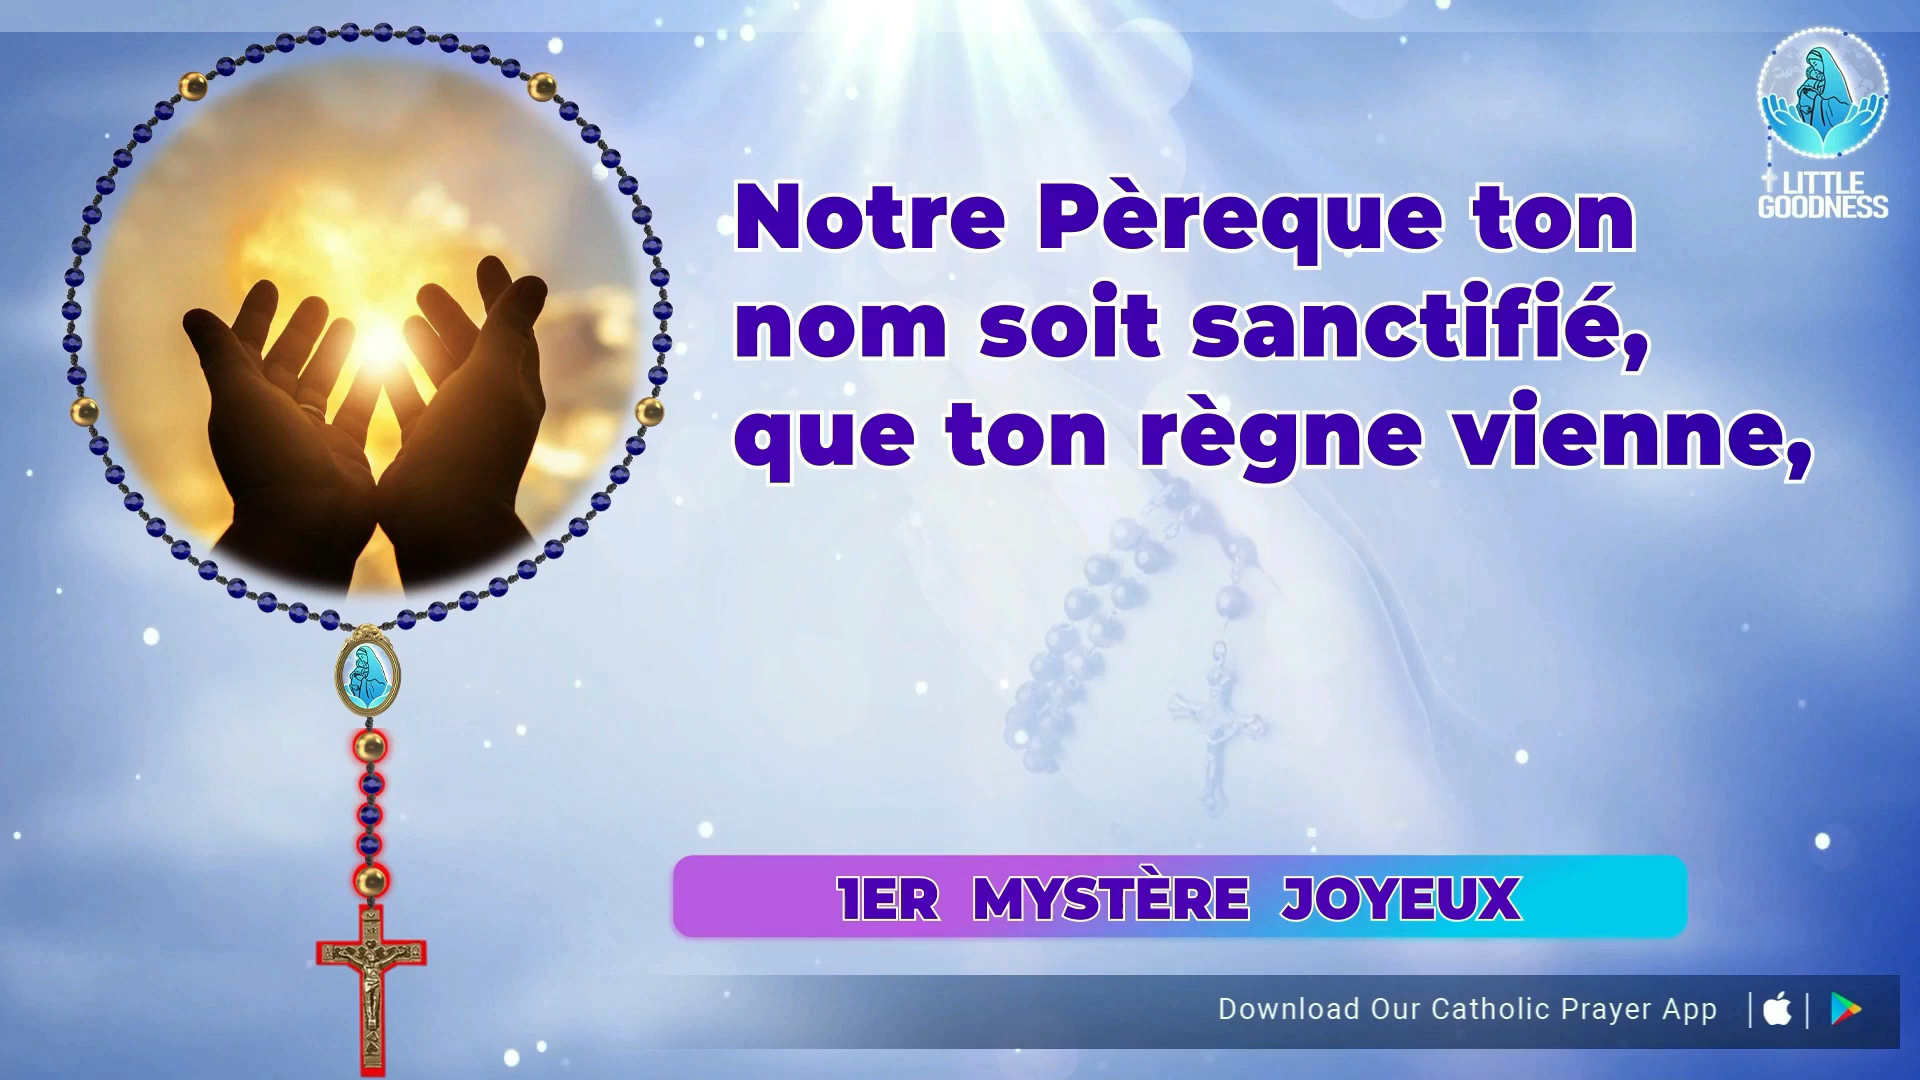 Notre Pèreque ton
nom soit sanctifié,
que ton règne vienne,
LITTLE
GOODNESS
1ER MYSTÈRE JOYEUX
Download Our Catholic Prayer App